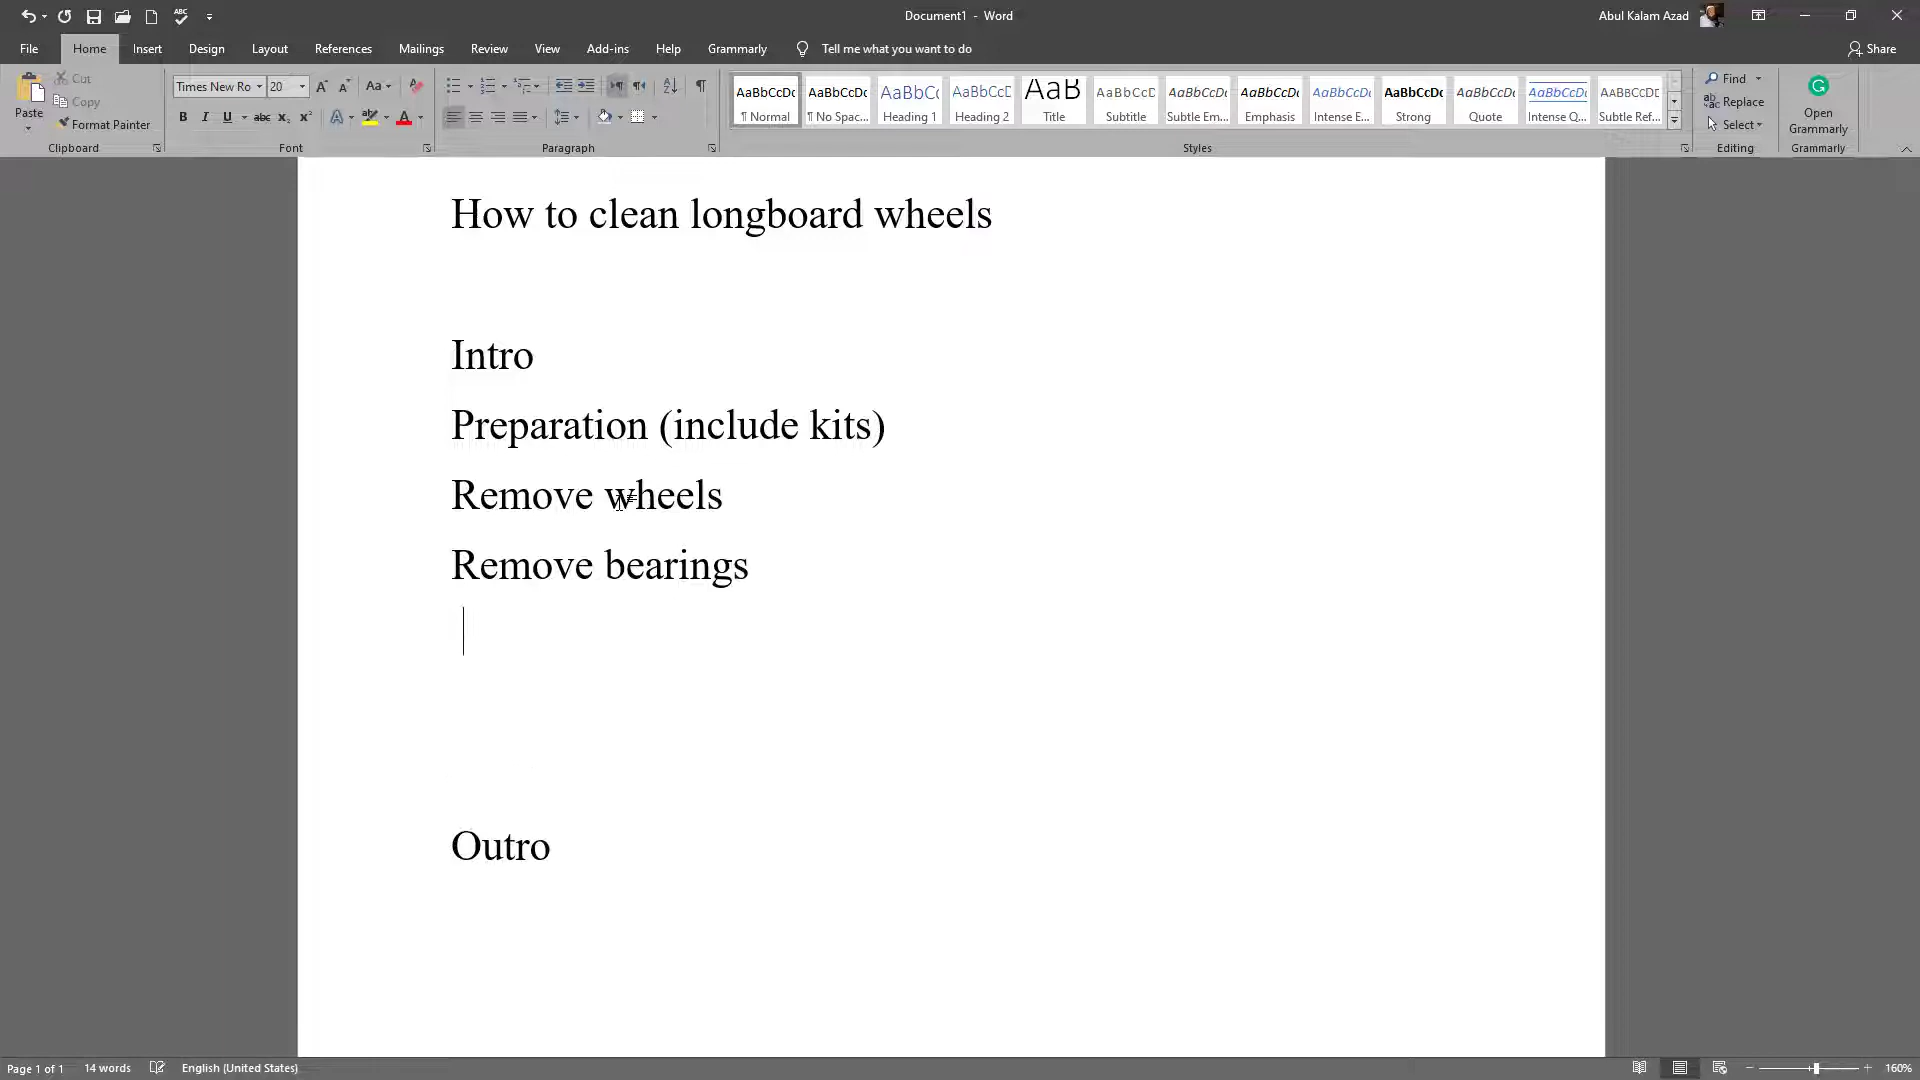 Document1 - Word
Abul Kalam Azad
File Home Insert Design Layout References Mailings Review View Add-ins Help Grammarly Tell me what you want to do Share
Paste
Cut
Copy
Format Painter
Clipboard
Times New Ro 20
Font
Paragraph
AaBbCcDc AaBbCcDc AaBbC( AaBbCcC AaB AaBbCcD AaBbCcDc AaBbCcDc AaBbCcDc AaBbCcDc AaBbCcDc AaBbCcDc AaBbCcDc
¶ Normal ¶ No Spac... Heading 1 Heading 2 Title Subtitle Subtle Em... Emphasis Intense E... Strong Quote Intense Q... Subtle Ref...
Styles
Find
Replace
Select
Editing
Open
Grammarly
Grammarly
How to clean longboard wheels
Intro
Preparation (include kits)
Remove wheels
Remove bearings
Outro
Page 1 of 1 14 words English (United States) 160%